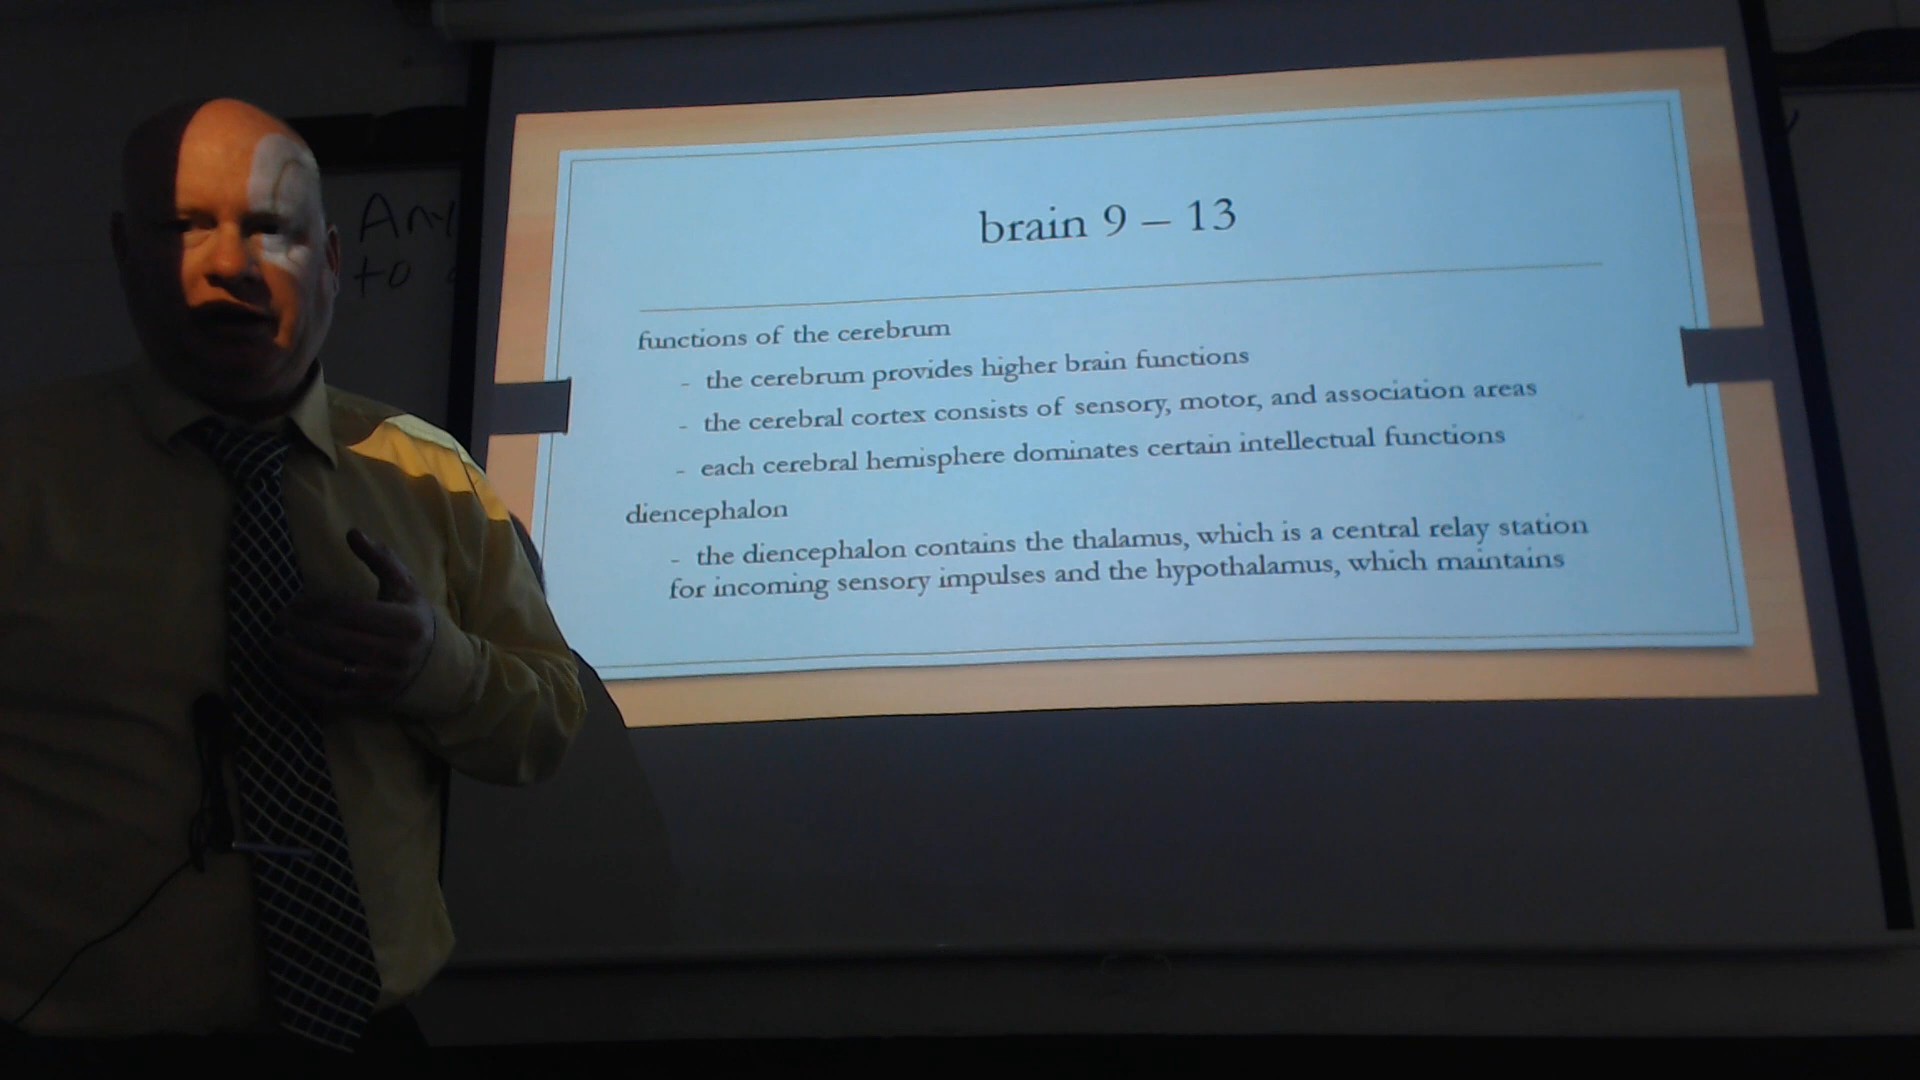 brain 9 – 13
functions of the cerebrum
- the cerebrum provides higher brain functions
- the cerebral cortex consists of sensory, motor, and association areas
- each cerebral hemisphere dominates certain intellectual functions
diencephalon
- the diencephalon contains the thalamus, which is a central relay station
for incoming sensory impulses and the hypothalamus, which maintains
to